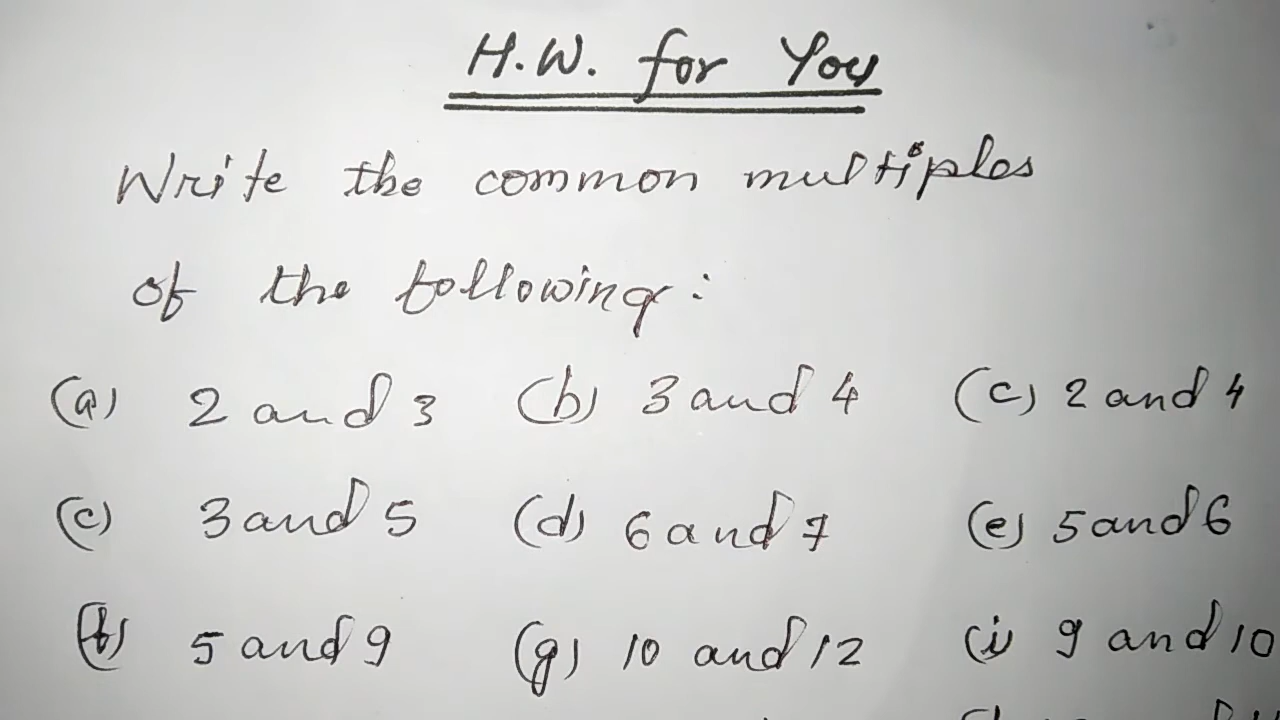 H.W. for You
Write the common multiples
of the following:
(a) 2 and 3 (b) 3 and 4 (c) 2 and 4
(c) 3 and 5 (d) 6 and 7 (e) 5 and 6
(f) 5 and 9 (g) 10 and 12 (i) 9 and 10